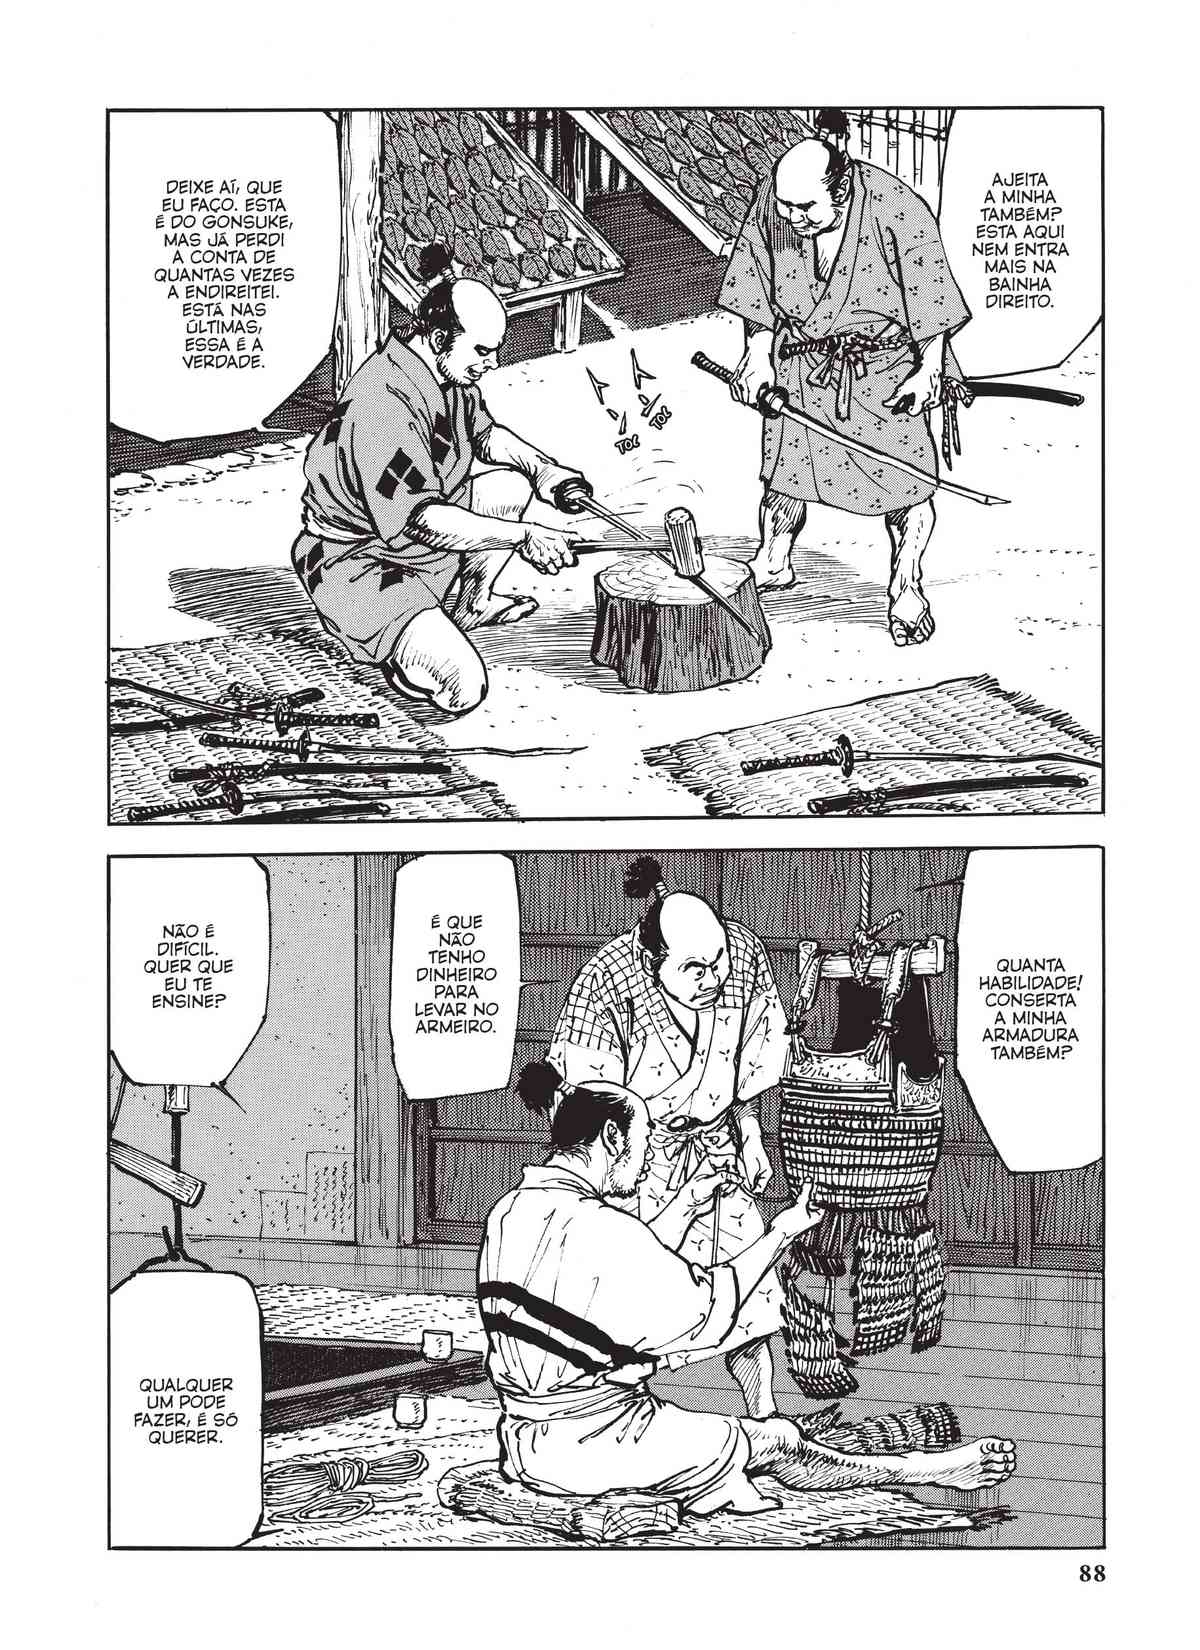 AJEITA
A MINHA
TAMBÉM?
ESTA AQUI
NEM ENTRA
MAIS NA
BAINHA
DIREITO.
DEIXE AÍ, QUE
EU FAÇO. ESTA
É DO GONSUKE,
MAS JÁ PERDI
A CONTA DE
QUANTAS VEZES
A ENDIREITEI.
ESTÁ NAS
ÚLTIMAS,
ESSA É A
VERDADE.
TOC
TOC
QUANTA
HABILIDADE!
CONSERTA
A MINHA
ARMADURA
TAMBÉM?
É QUE
NÃO
TENHO
DINHEIRO
PARA
LEVAR NO
ARMEIRO.
NÃO É
DIFÍCIL.
QUER QUE
EU TE
ENSINE?
QUALQUER
UM PODE
FAZER, É SÓ
QUERER.
88